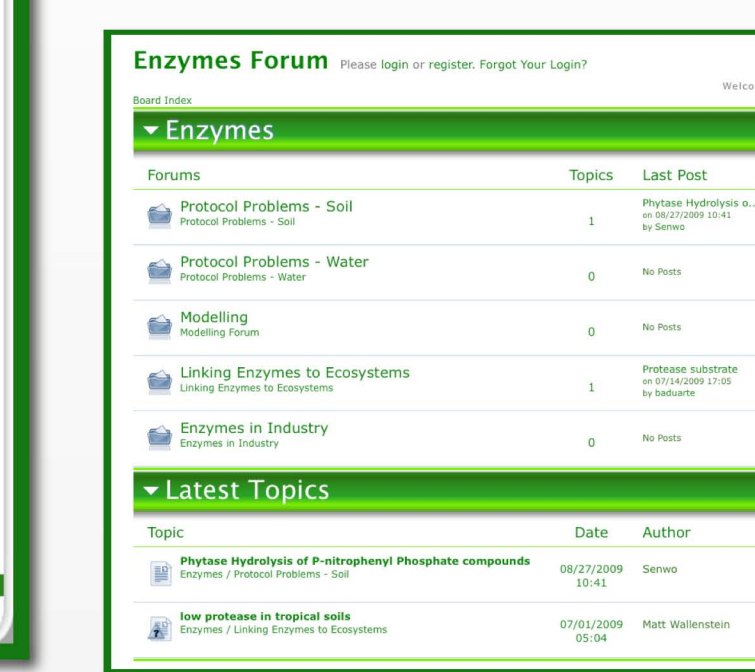 Enzymes Forum Please login or register. Forgot Your Login?
Board Index
Enzymes
Forums Topics Last Post
Protocol Problems - Soil
Protocol Problems - Soil
1
Phytase Hydrolysis o..
on 08/27/2009 10:41
by Senwo
Protocol Problems - Water
Protocol Problems - Water
0
No Posts
Modelling
Modelling Forum
0
No Posts
Linking Enzymes to Ecosystems
Linking Enzymes to Ecosystems
1
Protease substrate
on 07/14/2009 17:05
by baduarte
Enzymes in Industry
Enzymes in Industry
0
No Posts
Latest Topics
Topic Date Author
Phytase Hydrolysis of P-nitrophenyl Phosphate compounds
Enzymes / Protocol Problems - Soil
08/27/2009
10:41
Senwo
low protease in tropical soils
Enzymes / Linking Enzymes to Ecosystems
07/01/2009
05:04
Matt Wallenstein